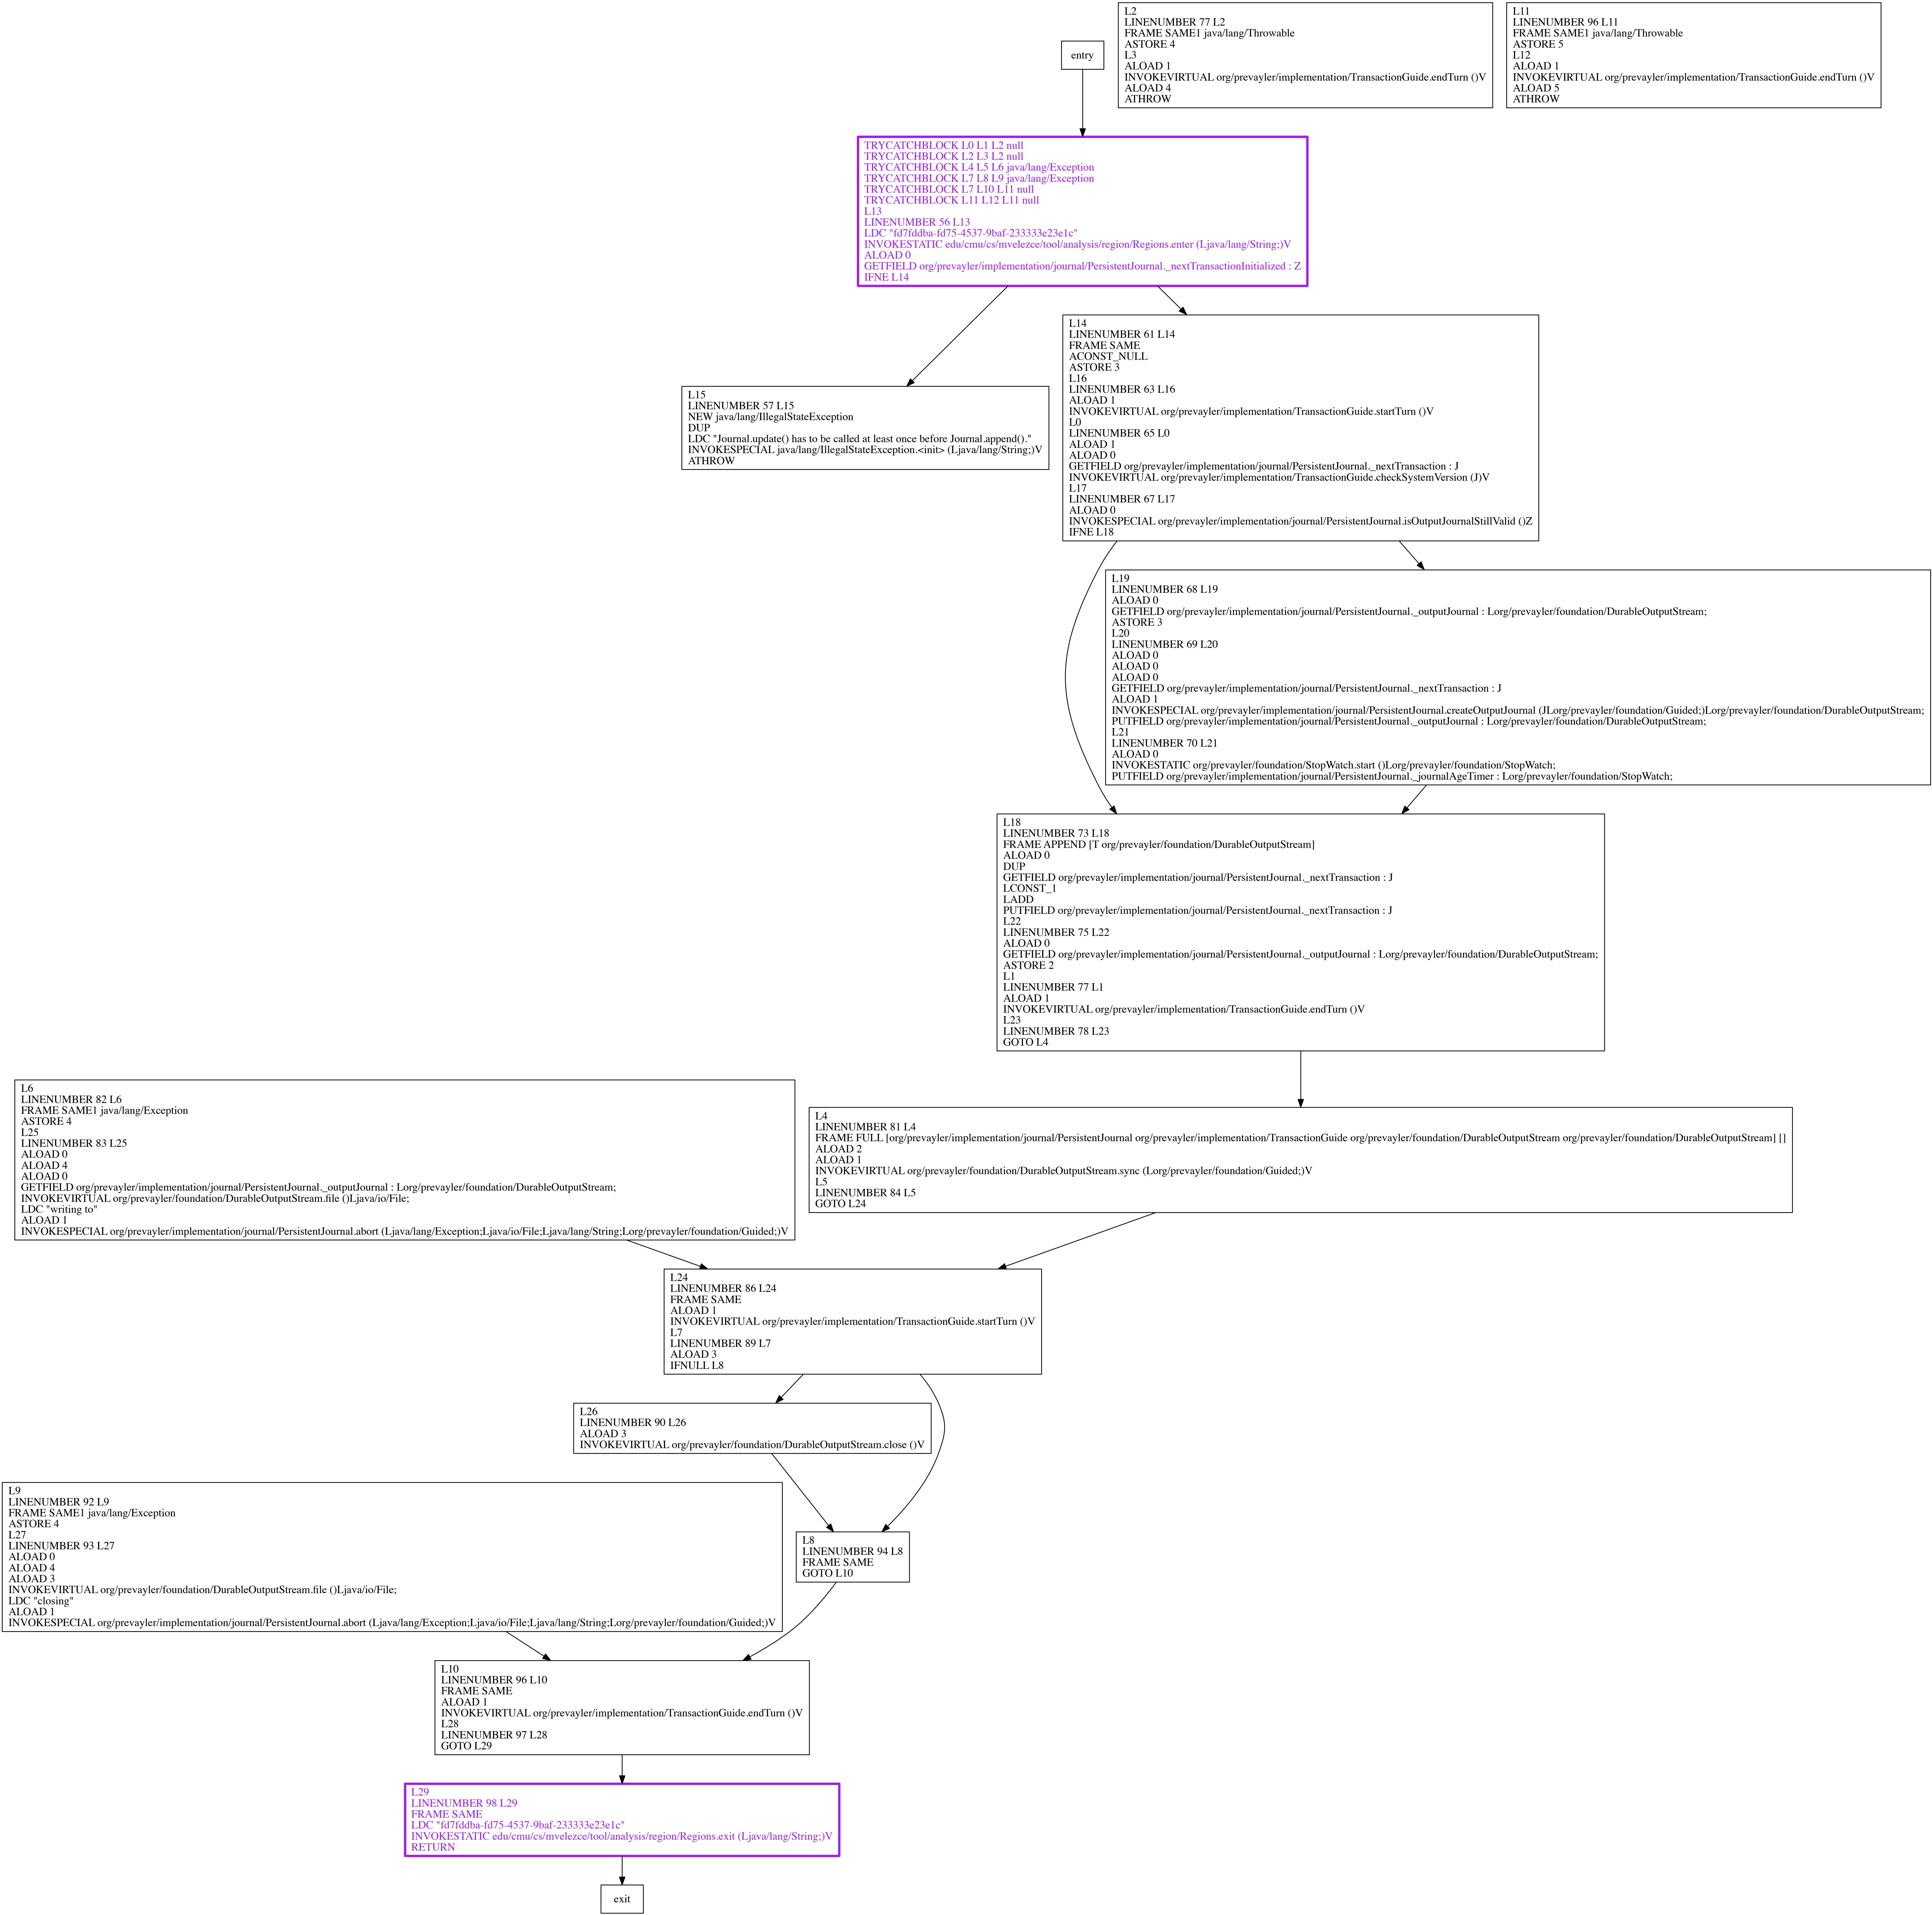 entry
L2
LINENUMBER 77 L2
FRAME SAME1 java/lang/Throwable
ASTORE 4
L3
ALOAD 1
INVOKEVIRTUAL org/prevayler/implementation/TransactionGuide.endTurn ()V
ALOAD 4
ATHROW
L11
LINENUMBER 96 L11
FRAME SAME1 java/lang/Throwable
ASTORE 5
L12
ALOAD 1
INVOKEVIRTUAL org/prevayler/implementation/TransactionGuide.endTurn ()V
ALOAD 5
ATHROW
TRYCATCHBLOCK L0 L1 L2 null
TRYCATCHBLOCK L2 L3 L2 null
TRYCATCHBLOCK L4 L5 L6 java/lang/Exception
TRYCATCHBLOCK L7 L8 L9 java/lang/Exception
TRYCATCHBLOCK L7 L10 L11 null
TRYCATCHBLOCK L11 L12 L11 null
L13
LINENUMBER 56 L13
LDC "fd7fddba-fd75-4537-9baf-233333e23e1c"
INVOKESTATIC edu/cmu/cs/mvelezce/tool/analysis/region/Regions.enter (Ljava/lang/String;)V
ALOAD 0
GETFIELD org/prevayler/implementation/journal/PersistentJournal._nextTransactionInitialized : Z
IFNE L14
L15
LINENUMBER 57 L15
NEW java/lang/IllegalStateException
DUP
LDC "Journal.update() has to be called at least once before Journal.append()."
INVOKESPECIAL java/lang/IllegalStateException.<init> (Ljava/lang/String;)V
ATHROW
L14
LINENUMBER 61 L14
FRAME SAME
ACONST_NULL
ASTORE 3
L16
LINENUMBER 63 L16
ALOAD 1
INVOKEVIRTUAL org/prevayler/implementation/TransactionGuide.startTurn ()V
L0
LINENUMBER 65 L0
ALOAD 1
ALOAD 0
GETFIELD org/prevayler/implementation/journal/PersistentJournal._nextTransaction : J
INVOKEVIRTUAL org/prevayler/implementation/TransactionGuide.checkSystemVersion (J)V
L17
LINENUMBER 67 L17
ALOAD 0
INVOKESPECIAL org/prevayler/implementation/journal/PersistentJournal.isOutputJournalStillValid ()Z
IFNE L18
L19
LINENUMBER 68 L19
ALOAD 0
GETFIELD org/prevayler/implementation/journal/PersistentJournal._outputJournal : Lorg/prevayler/foundation/DurableOutputStream;
ASTORE 3
L20
LINENUMBER 69 L20
ALOAD 0
ALOAD 0
ALOAD 0
GETFIELD org/prevayler/implementation/journal/PersistentJournal._nextTransaction : J
ALOAD 1
INVOKESPECIAL org/prevayler/implementation/journal/PersistentJournal.createOutputJournal (JLorg/prevayler/foundation/Guided;)Lorg/prevayler/foundation/DurableOutputStream;
PUTFIELD org/prevayler/implementation/journal/PersistentJournal._outputJournal : Lorg/prevayler/foundation/DurableOutputStream;
L21
LINENUMBER 70 L21
ALOAD 0
INVOKESTATIC org/prevayler/foundation/StopWatch.start ()Lorg/prevayler/foundation/StopWatch;
PUTFIELD org/prevayler/implementation/journal/PersistentJournal._journalAgeTimer : Lorg/prevayler/foundation/StopWatch;
L18
LINENUMBER 73 L18
FRAME APPEND [T org/prevayler/foundation/DurableOutputStream]
ALOAD 0
DUP
GETFIELD org/prevayler/implementation/journal/PersistentJournal._nextTransaction : J
LCONST_1
LADD
PUTFIELD org/prevayler/implementation/journal/PersistentJournal._nextTransaction : J
L22
LINENUMBER 75 L22
ALOAD 0
GETFIELD org/prevayler/implementation/journal/PersistentJournal._outputJournal : Lorg/prevayler/foundation/DurableOutputStream;
ASTORE 2
L1
LINENUMBER 77 L1
ALOAD 1
INVOKEVIRTUAL org/prevayler/implementation/TransactionGuide.endTurn ()V
L23
LINENUMBER 78 L23
GOTO L4
L6
LINENUMBER 82 L6
FRAME SAME1 java/lang/Exception
ASTORE 4
L25
LINENUMBER 83 L25
ALOAD 0
ALOAD 4
ALOAD 0
GETFIELD org/prevayler/implementation/journal/PersistentJournal._outputJournal : Lorg/prevayler/foundation/DurableOutputStream;
INVOKEVIRTUAL org/prevayler/foundation/DurableOutputStream.file ()Ljava/io/File;
LDC "writing to"
ALOAD 1
INVOKESPECIAL org/prevayler/implementation/journal/PersistentJournal.abort (Ljava/lang/Exception;Ljava/io/File;Ljava/lang/String;Lorg/prevayler/foundation/Guided;)V
L4
LINENUMBER 81 L4
FRAME FULL [org/prevayler/implementation/journal/PersistentJournal org/prevayler/implementation/TransactionGuide org/prevayler/foundation/DurableOutputStream org/prevayler/foundation/DurableOutputStream] []
ALOAD 2
ALOAD 1
INVOKEVIRTUAL org/prevayler/foundation/DurableOutputStream.sync (Lorg/prevayler/foundation/Guided;)V
L5
LINENUMBER 84 L5
GOTO L24
L24
LINENUMBER 86 L24
FRAME SAME
ALOAD 1
INVOKEVIRTUAL org/prevayler/implementation/TransactionGuide.startTurn ()V
L7
LINENUMBER 89 L7
ALOAD 3
IFNULL L8
L26
LINENUMBER 90 L26
ALOAD 3
INVOKEVIRTUAL org/prevayler/foundation/DurableOutputStream.close ()V
L9
LINENUMBER 92 L9
FRAME SAME1 java/lang/Exception
ASTORE 4
L27
LINENUMBER 93 L27
ALOAD 0
ALOAD 4
ALOAD 3
INVOKEVIRTUAL org/prevayler/foundation/DurableOutputStream.file ()Ljava/io/File;
LDC "closing"
ALOAD 1
INVOKESPECIAL org/prevayler/implementation/journal/PersistentJournal.abort (Ljava/lang/Exception;Ljava/io/File;Ljava/lang/String;Lorg/prevayler/foundation/Guided;)V
L8
LINENUMBER 94 L8
FRAME SAME
GOTO L10
L10
LINENUMBER 96 L10
FRAME SAME
ALOAD 1
INVOKEVIRTUAL org/prevayler/implementation/TransactionGuide.endTurn ()V
L28
LINENUMBER 97 L28
GOTO L29
L29
LINENUMBER 98 L29
FRAME SAME
LDC "fd7fddba-fd75-4537-9baf-233333e23e1c"
INVOKESTATIC edu/cmu/cs/mvelezce/tool/analysis/region/Regions.exit (Ljava/lang/String;)V
RETURN
exit